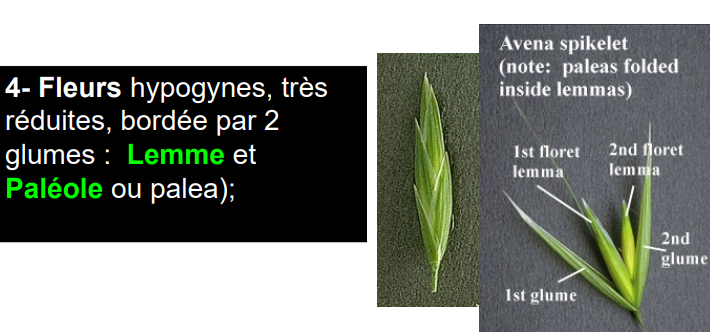 4- Fleurs hypogynes, très
réduites, bordée par 2
glumes : Lemme et
Paléole ou palea);
Avena spikelet
(note: paleas folded
inside lemmas)
1st floret
lemma
2nd floret
lemma
2nd
glume
1st glume